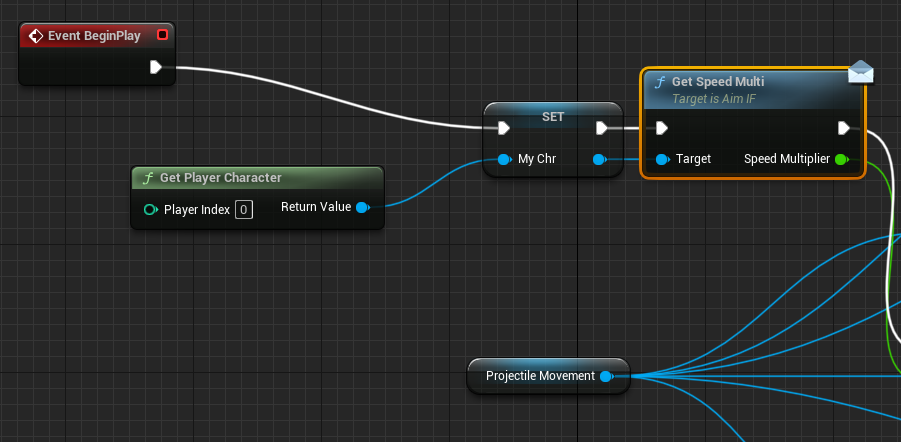 Event BeginPlay
SET
My Chr
f Get Speed Multi
Target is Aim IF
Target
Speed Multiplier
f Get Player Character
Player Index 0
Return Value
Projectile Movement